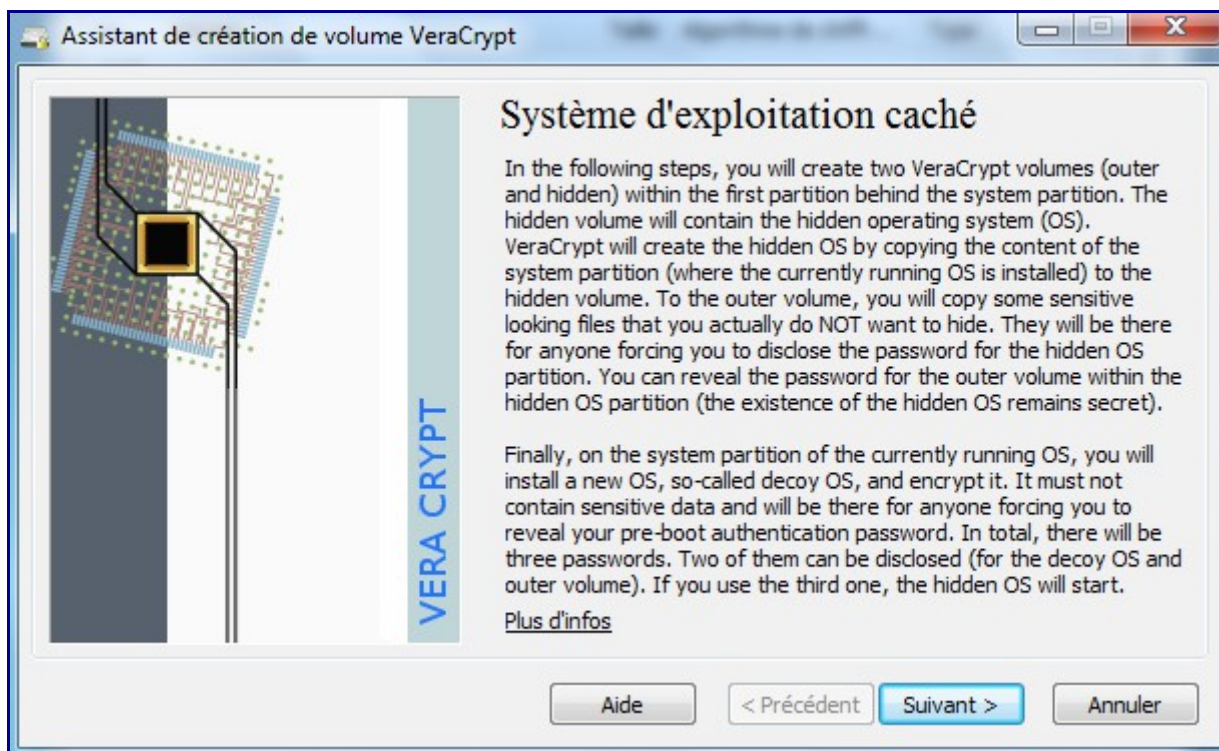 Assistant de création de volume VeraCrypt
Système d'exploitation caché
In the following steps, you will create two VeraCrypt volumes (outer
and hidden) within the first partition behind the system partition. The
hidden volume will contain the hidden operating system (OS).
VeraCrypt will create the hidden OS by copying the content of the
system partition (where the currently running OS is installed) to the
hidden volume. To the outer volume, you will copy some sensitive
looking files that you actually do NOT want to hide. They will be there
for anyone forcing you to disclose the password for the hidden OS
partition. You can reveal the password for the outer volume within the
hidden OS partition (the existence of the hidden OS remains secret).
Finally, on the system partition of the currently running OS, you will
install a new OS, so-called decoy OS, and encrypt it. It must not
contain sensitive data and will be there for anyone forcing you to
reveal your pre-boot authentication password. In total, there will be
three passwords. Two of them can be disclosed (for the decoy OS and
outer volume). If you use the third one, the hidden OS will start.
Plus d'infos
VERA CRYPT
Aide
< Précédent
Suivant >
Annuler